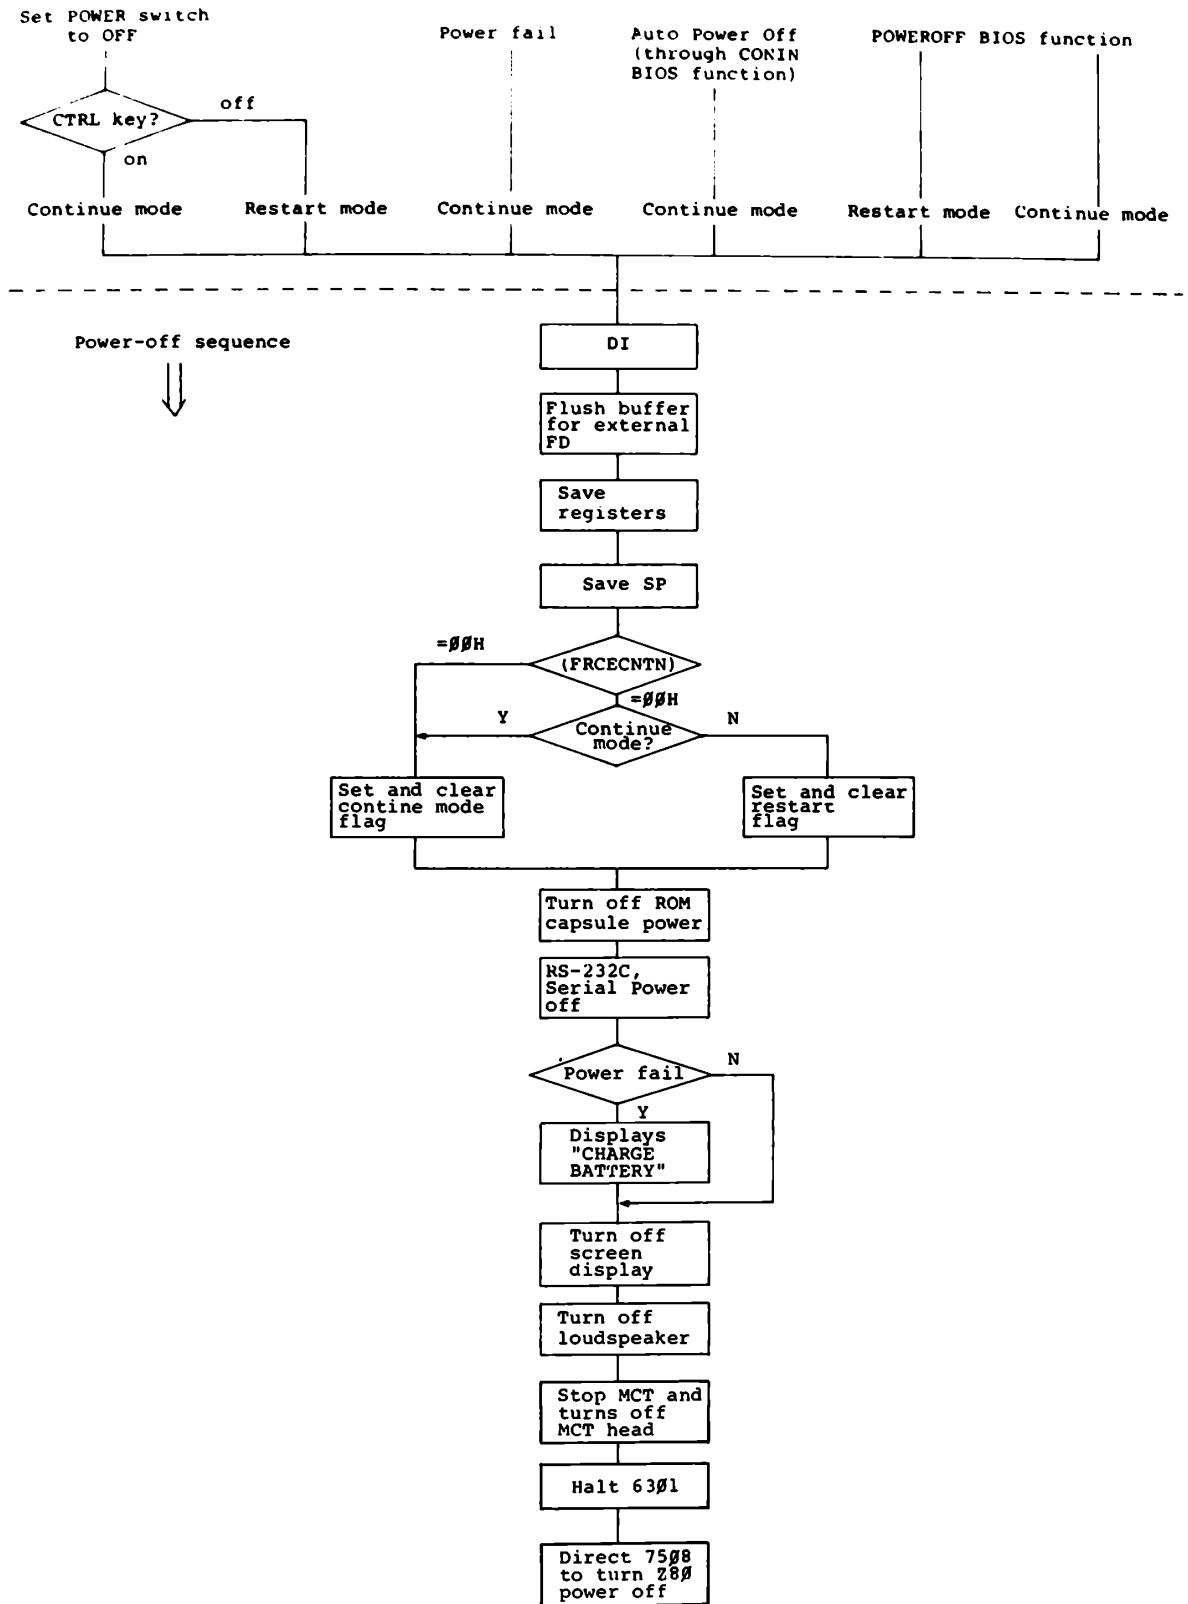 Set POWER switch
to OFF
Power fail
Auto Power Off
(through CONIN
BIOS function)
POWEROFF BIOS function
CTRL key?
off
on
Continue mode
Restart mode
Continue mode
Continue mode
Restart mode
Continue mode
Power-off sequence
DI
Flush buffer
for external
FD
Save
registers
Save SP
=ØØH
(FRCECNTN)
=ØØH
Y
Continue
mode?
N
Set and clear
contine mode
flag
Set and clear
restart
flag
Turn off ROM
capsule power
RS-232C,
Serial Power
off
Power fail
N
Y
Displays
"CHARGE
BATTERY"
Turn off
screen
display
Turn off
loudspeaker
Stop MCT and
turns off
MCT head
Halt 63Ø1
Direct 75Ø8
to turn Z8Ø
power off